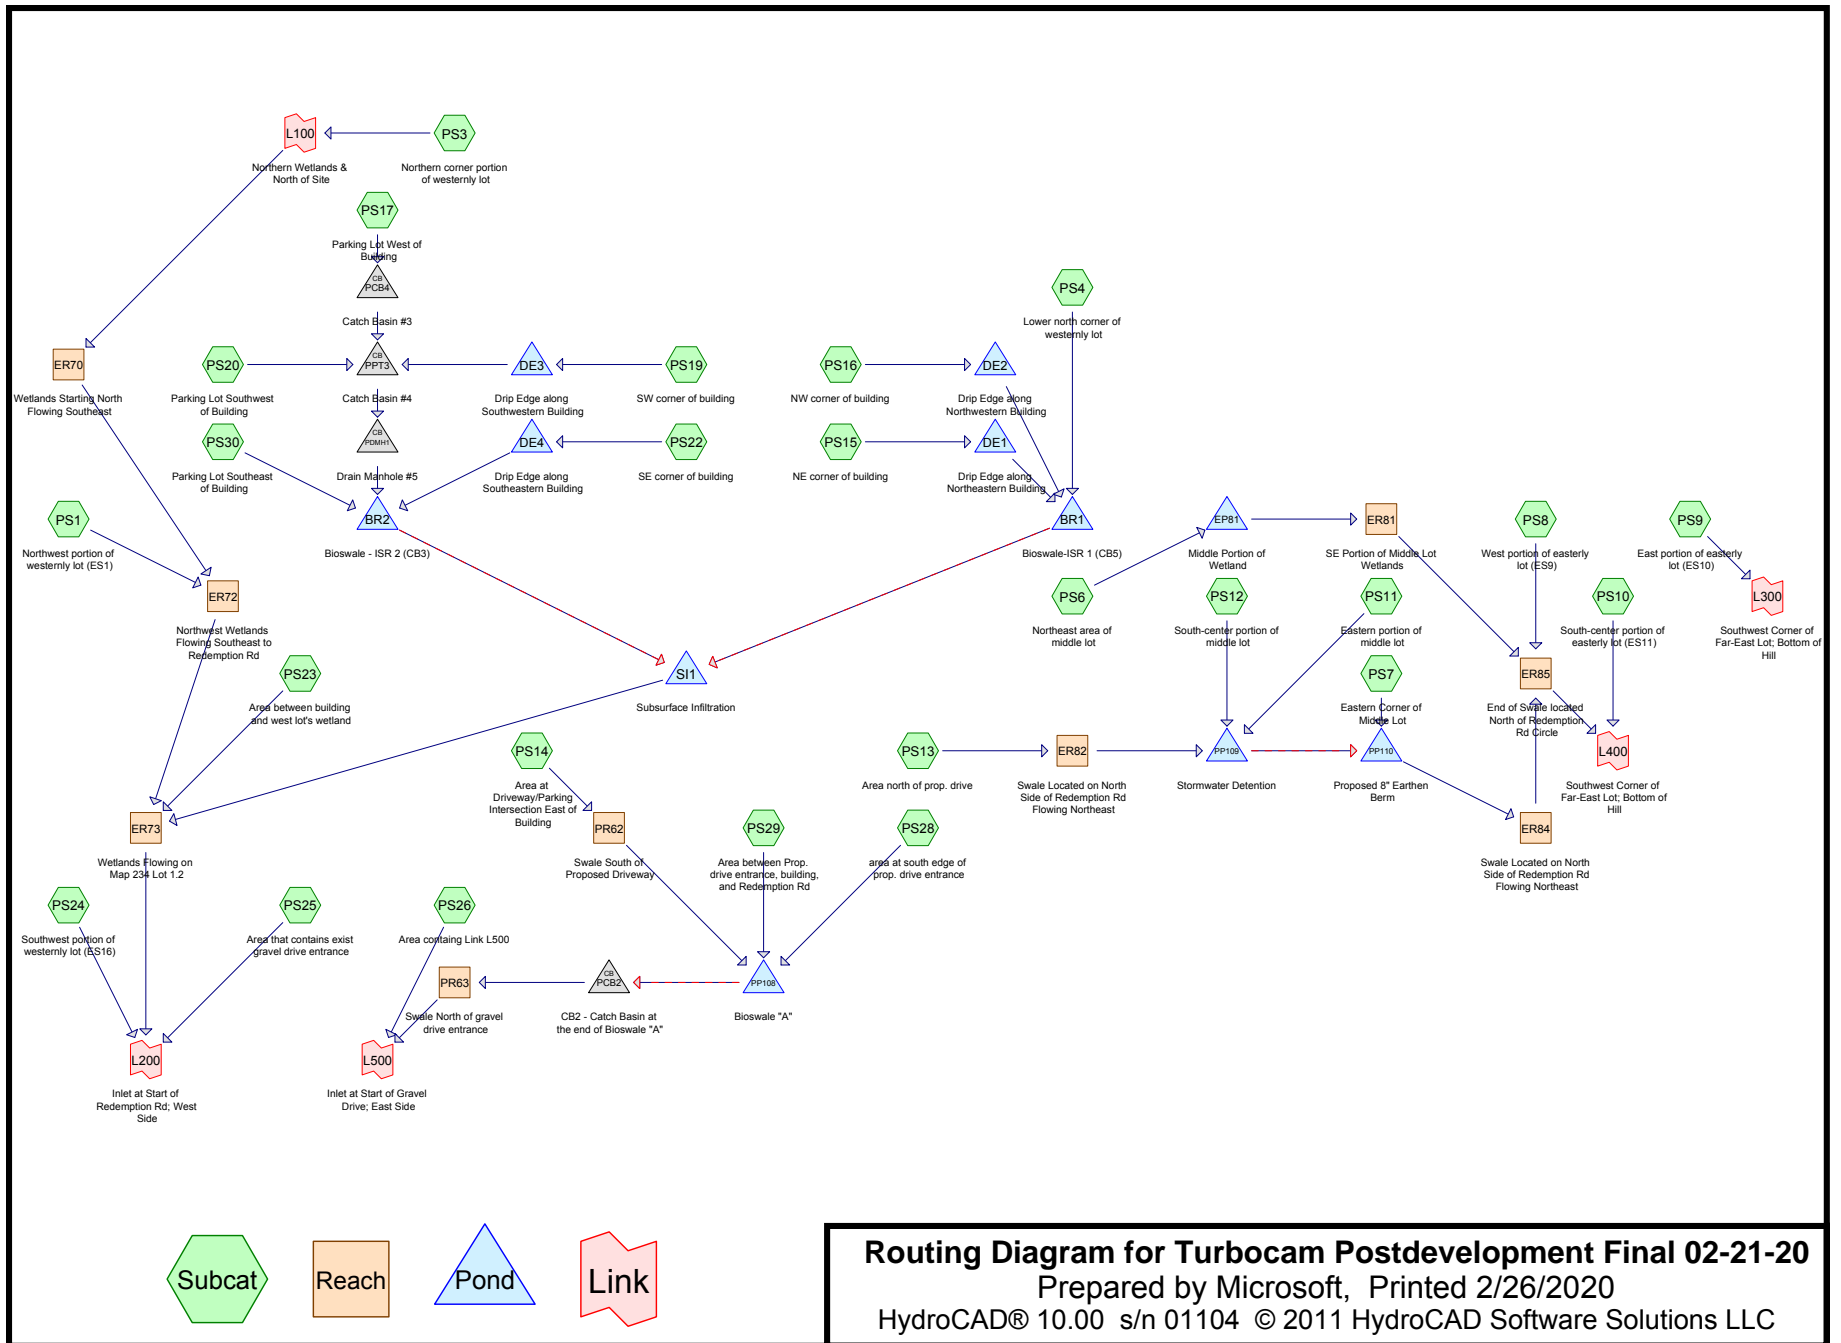 L100
PS3
Northern Wetlands &
North of Site
Northern corner portion
of westernly lot
PS17
Parking Lot West of
Building
CB
PCB4
Catch Basin #3
PS4
Lower north corner of
westernly lot
ER70
Wetlands Starting North
Flowing Southeast
PS20
Parking Lot Southwest
of Building
CB
PPT3
Catch Basin #4
DE3
Drip Edge along
Southwestern Building
PS19
SW corner of building
PS16
NW corner of building
DE2
Drip Edge along
Northwestern Building
PS30
Parking Lot Southeast
of Building
CB
PDMH1
Drain Manhole #5
DE4
Drip Edge along
Southeastern Building
PS22
SE corner of building
PS15
NE corner of building
DE1
Drip Edge along
Northeastern Building
PS1
Northwest portion of
westernly lot (ES1)
BR2
Bioswale - ISR 2 (CB3)
BR1
Bioswale-ISR 1 (CB5)
EP81
Middle Portion of
Wetland
ER81
SE Portion of Middle Lot
Wetlands
PS8
West portion of easterly
lot (ES9)
PS9
East portion of easterly
lot (ES10)
ER72
Northwest Wetlands
Flowing Southeast to
Redemption Rd
PS6
Northeast area of
middle lot
PS12
South-center portion of
middle lot
PS11
Eastern portion of
middle lot
PS10
South-center portion of
easterly lot (ES11)
L300
Southwest Corner of
Far-East Lot; Bottom of
Hill
PS23
Area between building
and west lot's wetland
SI1
Subsurface Infiltration
PS7
Eastern Corner of
Middle Lot
ER85
End of Swale located
North of Redemption
Rd Circle
PS14
Area at
Driveway/Parking
Intersection East of
Building
PS13
Area north of prop. drive
ER82
Swale Located on North
Side of Redemption Rd
Flowing Northeast
PP109
Stormwater Detention
PP110
Proposed 8" Earthen
Berm
L400
Southwest Corner of
Far-East Lot; Bottom of
Hill
ER73
Wetlands Flowing on
Map 234 Lot 1.2
PR62
Swale South of
Proposed Driveway
PS29
Area between Prop.
drive entrance, building,
and Redemption Rd
PS28
area at south edge of
prop. drive entrance
ER84
Swale Located on North
Side of Redemption Rd
Flowing Northeast
PS24
Southwest portion of
westernly lot (ES16)
PS25
Area that contains exist
gravel drive entrance
PS26
Area containg Link L500
PR63
Swale North of gravel
drive entrance
CB
PCB2
CB2 - Catch Basin at
the end of Bioswale "A"
PP108
Bioswale "A"
L200
Inlet at Start of
Redemption Rd; West
Side
L500
Inlet at Start of Gravel
Drive; East Side
Subcat
Reach
Pond
Link
Routing Diagram for Turbocam Postdevelopment Final 02-21-20
Prepared by Microsoft, Printed 2/26/2020
HydroCAD® 10.00 s/n 01104 © 2011 HydroCAD Software Solutions LLC